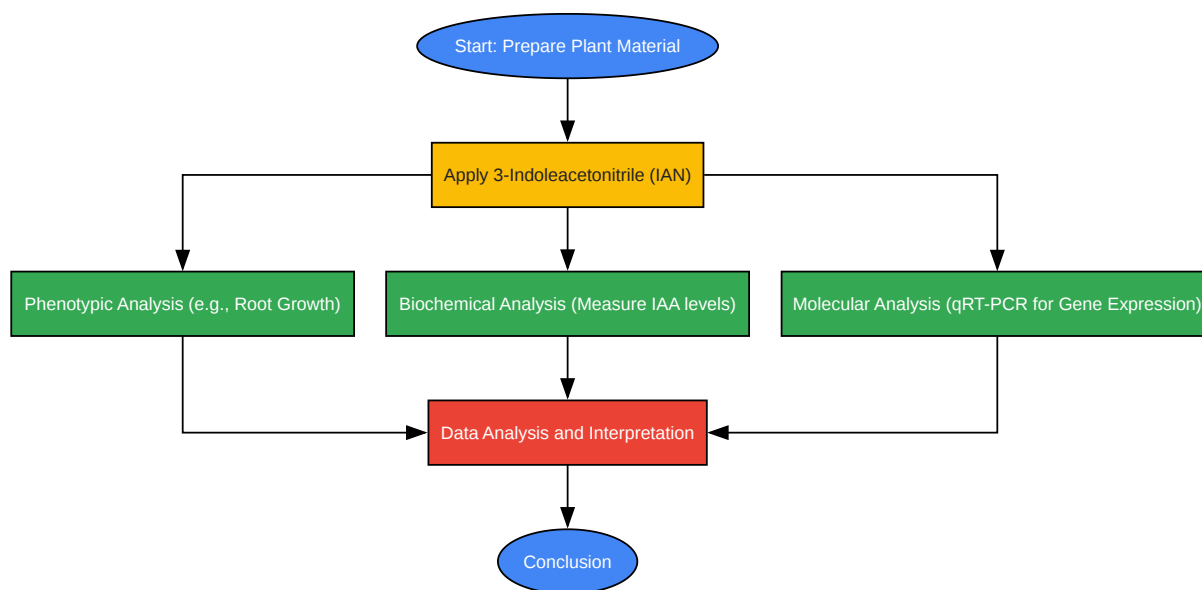 Start: Prepare Plant Material
Apply 3-Indoleacetonitrile (IAN)
Phenotypic Analysis (e.g., Root Growth)
Biochemical Analysis (Measure IAA levels)
Molecular Analysis (qRT-PCR for Gene Expression)
Data Analysis and Interpretation
Conclusion